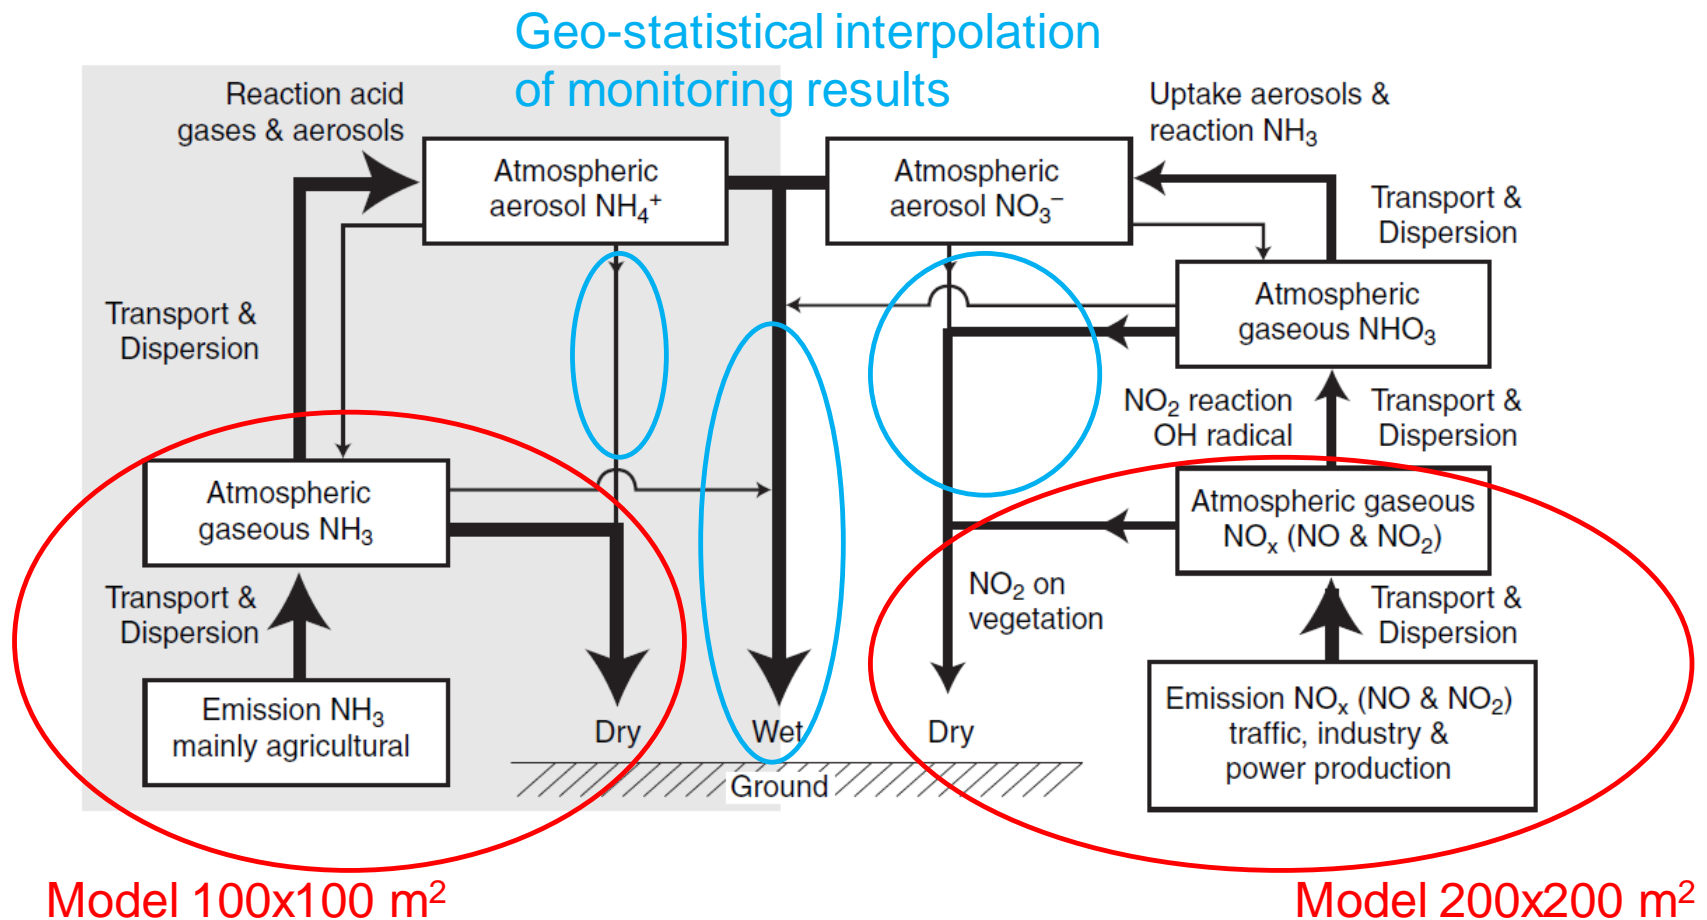 Geo-statistical interpolation
of monitoring results
Reaction acid
gases & aerosols
Uptake aerosols &
reaction NH₃
Atmospheric
aerosol NH₄⁺
Atmospheric
aerosol NO₃⁻
Transport &
Dispersion
Transport &
Dispersion
Atmospheric
gaseous NHO₃
NO₂ reaction
OH radical
Transport &
Dispersion
Atmospheric
gaseous NH₃
Atmospheric gaseous
NOₓ (NO & NO₂)
Transport &
Dispersion
NO₂ on
vegetation
Transport &
Dispersion
Emission NH₃
mainly agricultural
Emission NOₓ (NO & NO₂)
traffic, industry &
power production
Dry
Wet
Dry
Ground
Model 100x100 m²
Model 200x200 m²